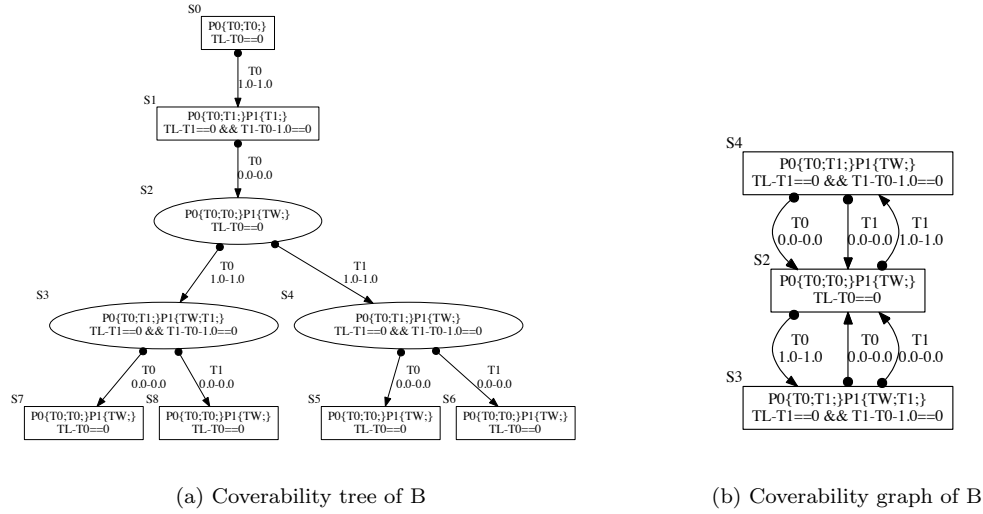 S0
P0{T0;T0;}
TL-T0==0
T0
1.0-1.0
S1
P0{T0;T1;}P1{T1;}
TL-T1==0 && T1-T0-1.0==0
T0
0.0-0.0
S2
P0{T0;T0;}P1{TW;}
TL-T0==0
T0
1.0-1.0
T1
1.0-1.0
S3
P0{T0;T1;}P1{TW;T1;}
TL-T1==0 && T1-T0-1.0==0
S4
P0{T0;T1;}P1{TW;}
TL-T1==0 && T1-T0-1.0==0
T0
0.0-0.0
T1
0.0-0.0
T0
0.0-0.0
T1
0.0-0.0
S7
P0{T0;T0;}P1{TW;}
TL-T0==0
S8
P0{T0;T0;}P1{TW;}
TL-T0==0
S5
P0{T0;T0;}P1{TW;}
TL-T0==0
S6
P0{T0;T0;}P1{TW;}
TL-T0==0
(a) Coverability tree of B
S4
P0{T0;T1;}P1{TW;}
TL-T1==0 && T1-T0-1.0==0
T0
0.0-0.0
T1
0.0-0.0
T1
1.0-1.0
S2
P0{T0;T0;}P1{TW;}
TL-T0==0
T0
1.0-1.0
T0
0.0-0.0
T1
0.0-0.0
S3
P0{T0;T1;}P1{TW;T1;}
TL-T1==0 && T1-T0-1.0==0
(b) Coverability graph of B